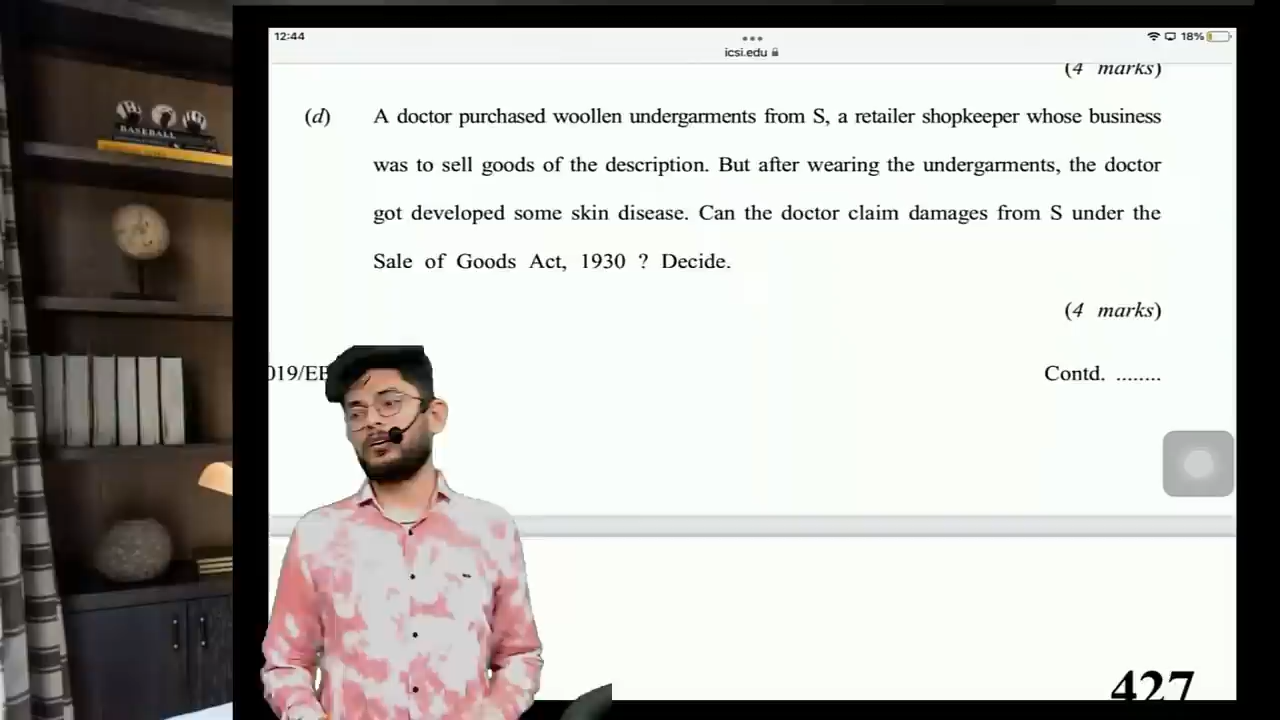 12:44
icsi.edu
18%
(4 marks)
(d) A doctor purchased woollen undergarments from S, a retailer shopkeeper whose business
was to sell goods of the description. But after wearing the undergarments, the doctor
got developed some skin disease. Can the doctor claim damages from S under the
Sale of Goods Act, 1930 ? Decide.
(4 marks)
Contd. ........
427
BASEBALL